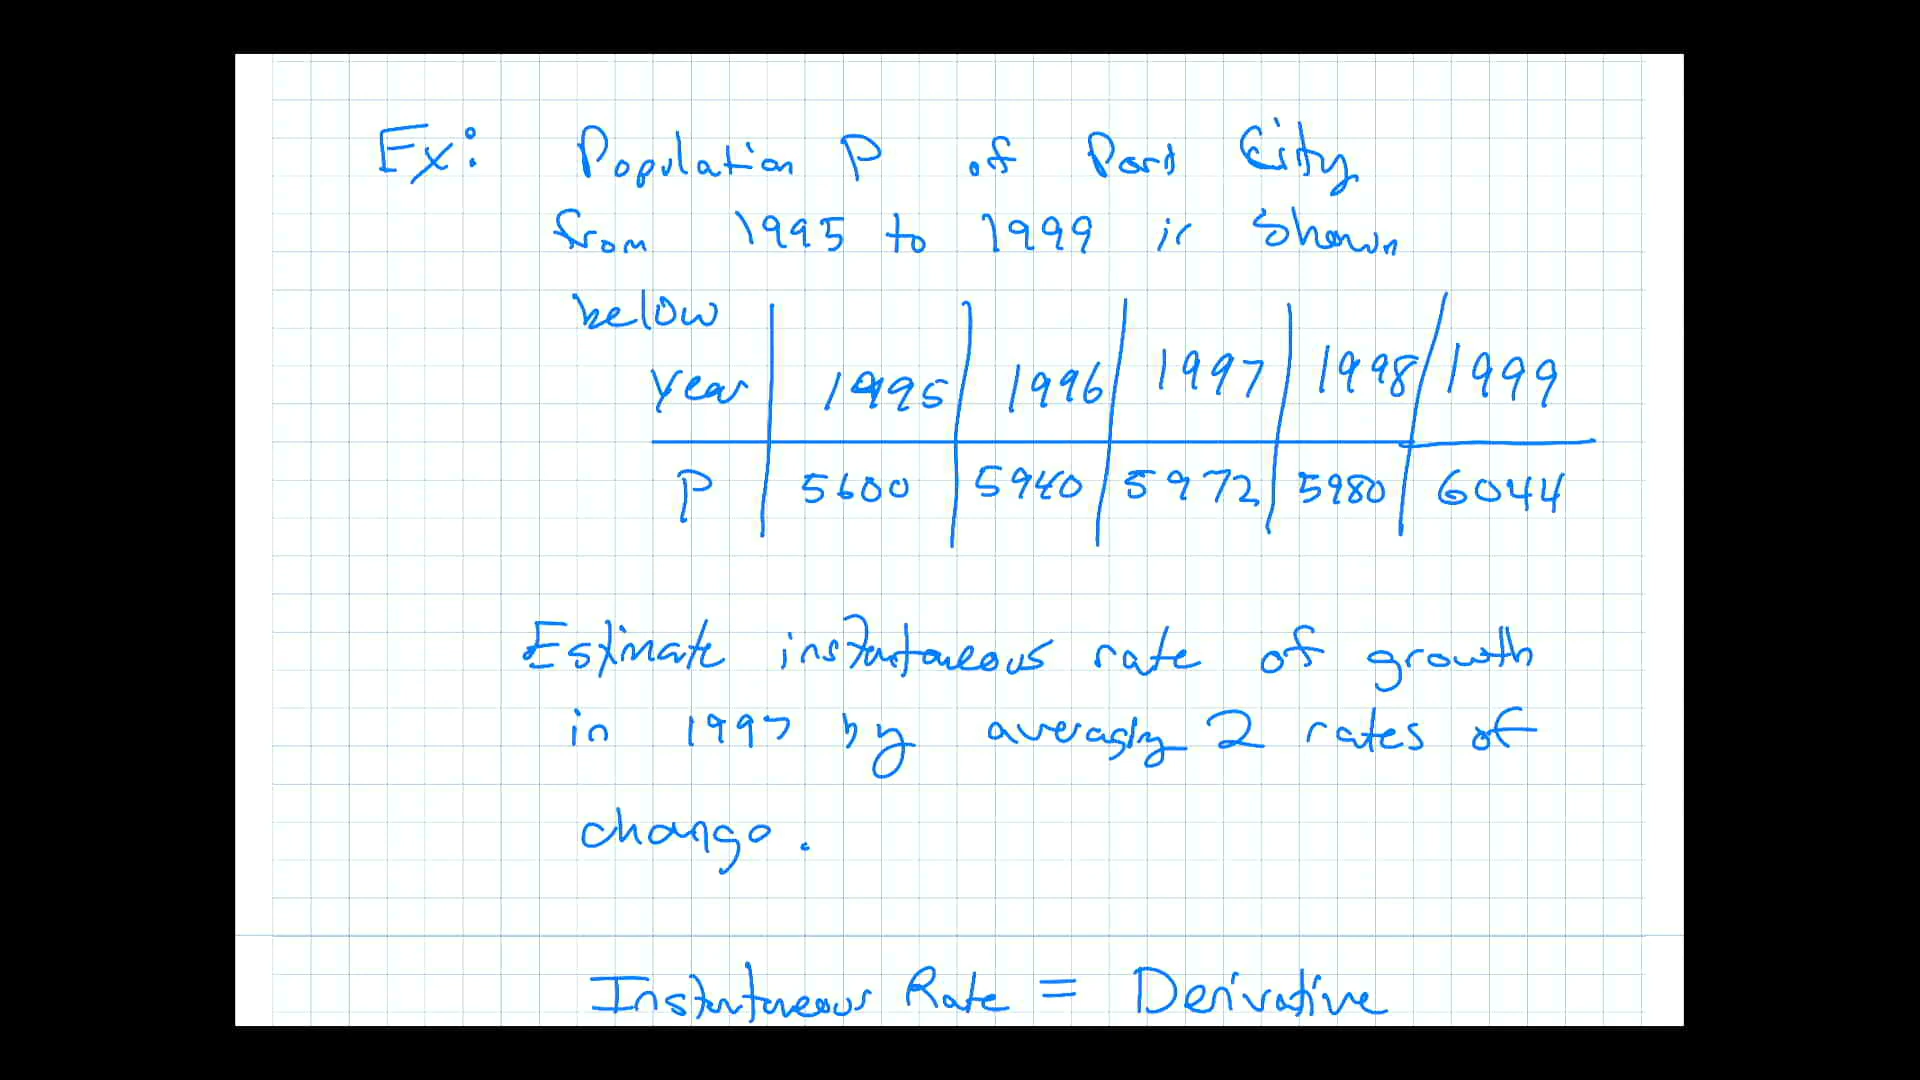 Ex: Population P of Port City
from 1995 to 1999 is shown
below
year 1995 1996 1997 1998 1999
P 5600 5940 5972 5980 6044
Estimate instantaneous rate of growth
in 1997 by averagig 2 rates of
change.
Instantaneous Rate = Derivative